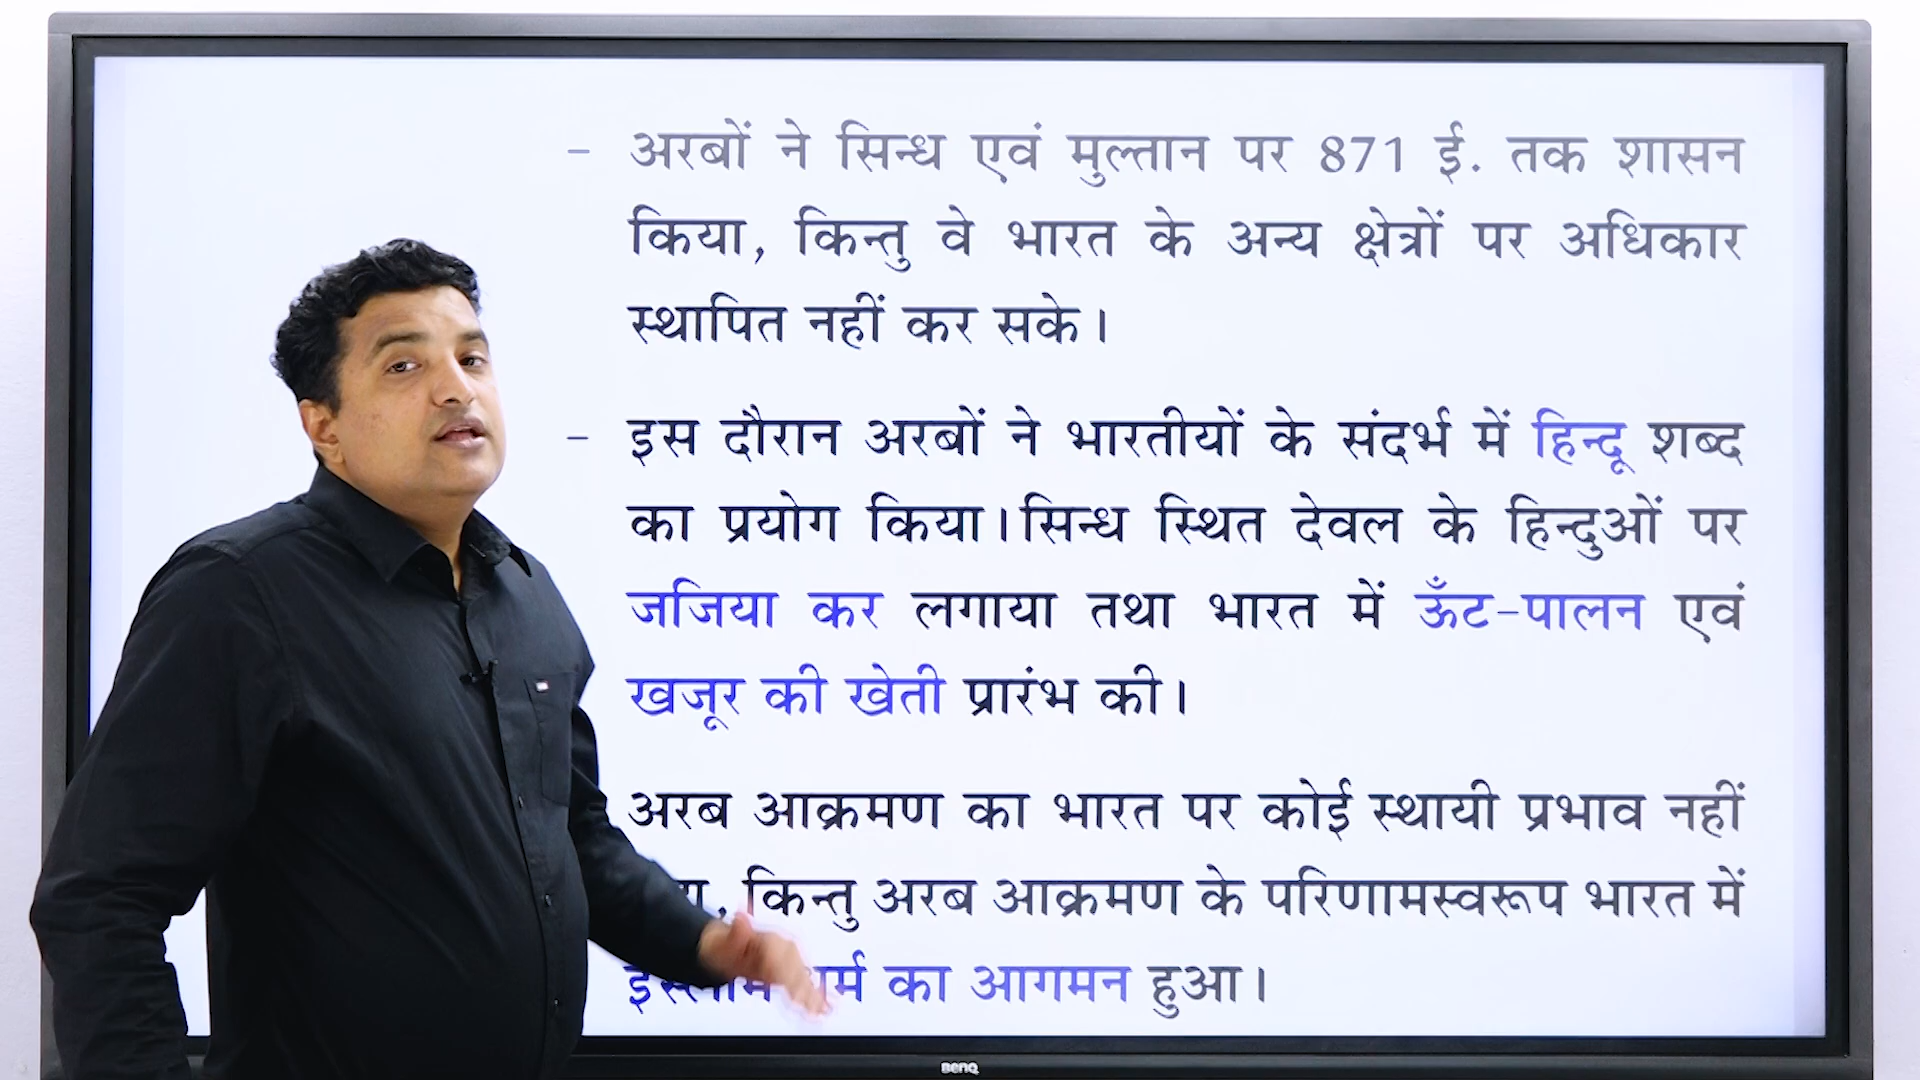 - अरबों ने सिन्ध एवं मुल्तान पर 871 ई. तक शासन
किया, किन्तु वे भारत के अन्य क्षेत्रों पर अधिकार
स्थापित नहीं कर सके।
- इस दौरान अरबों ने भारतीयों के संदर्भ में हिन्दू शब्द
का प्रयोग किया।सिन्ध स्थित देवल के हिन्दुओं पर
जजिया कर लगाया तथा भारत में ऊँट-पालन एवं
खजूर की खेती प्रारंभ की।
अरब आक्रमण का भारत पर कोई स्थायी प्रभाव नहीं
किन्तु अरब आक्रमण के परिणामस्वरूप भारत में
इस्लाम धर्म का आगमन हुआ।
BenQ